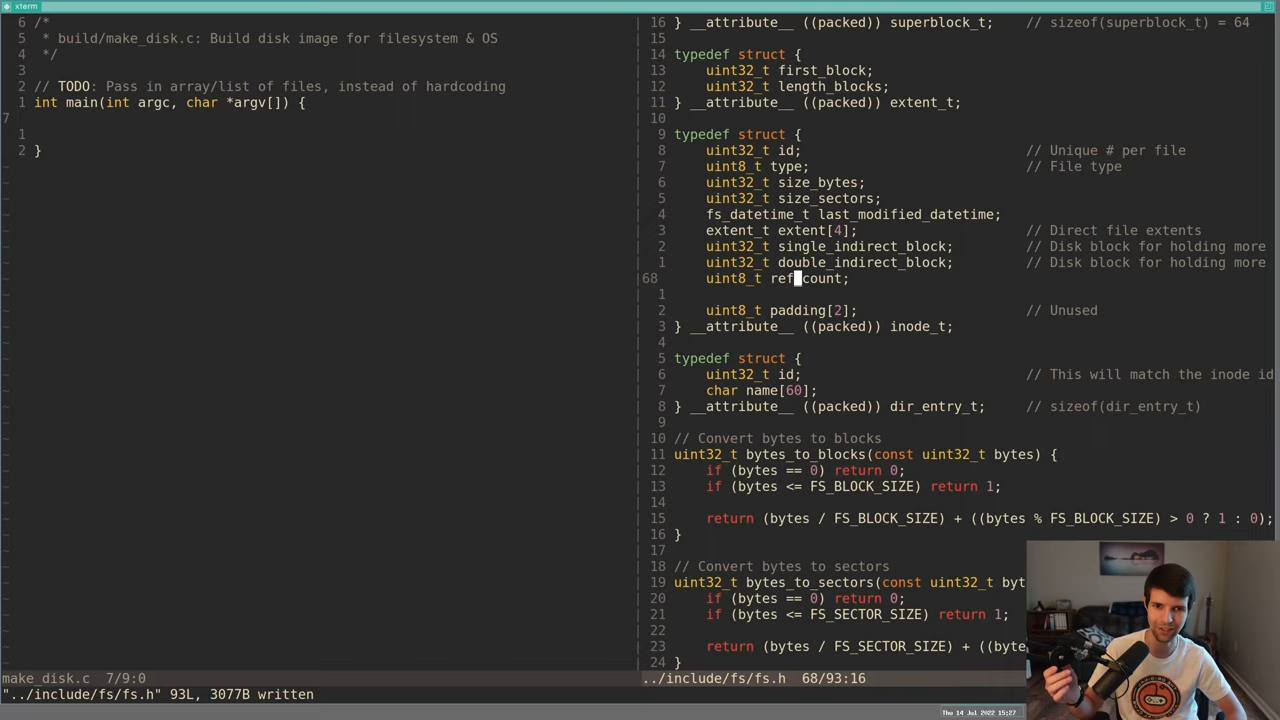 xterm
6 /*
5  * build/make_disk.c: Build disk image for filesystem & OS
4  */
3
2 // TODO: Pass in array/list of files, instead of hardcoding
1 int main(int argc, char *argv[]) {
7
1
2 }
make_disk.c  7/9:0
16 } __attribute__ ((packed)) superblock_t;  // sizeof(superblock_t) = 64
15
14 typedef struct {
13     uint32_t first_block;
12     uint32_t length_blocks;
11 } __attribute__ ((packed)) extent_t;
10
9 typedef struct {
8     uint32_t id;                            // Unique # per file
7     uint8_t type;                           // File type
6     uint32_t size_bytes;
5     uint32_t size_sectors;
4     fs_datetime_t last_modified_datetime;
3     extent_t extent[4];                     // Direct file extents
2     uint32_t single_indirect_block;         // Disk block for holding more
1     uint32_t double_indirect_block;         // Disk block for holding more
68     uint8_t ref_count;
1
2     uint8_t padding[2];                     // Unused
3 } __attribute__ ((packed)) inode_t;
4
5 typedef struct {
6     uint32_t id;                            // This will match the inode id
7     char name[60];
8 } __attribute__ ((packed)) dir_entry_t;     // sizeof(dir_entry_t)
9
10 // Convert bytes to blocks
11 uint32_t bytes_to_blocks(const uint32_t bytes) {
12     if (bytes == 0) return 0;
13     if (bytes <= FS_BLOCK_SIZE) return 1;
14
15     return (bytes / FS_BLOCK_SIZE) + ((bytes % FS_BLOCK_SIZE) > 0 ? 1 : 0);
16 }
17
18 // Convert bytes to sectors
19 uint32_t bytes_to_sectors(const uint32_t byt
20     if (bytes == 0) return 0;
21     if (bytes <= FS_SECTOR_SIZE) return 1;
22
23     return (bytes / FS_SECTOR_SIZE) + ((byte
24 }
../include/fs/fs.h  68/93:16
"../include/fs/fs.h" 93L, 3077B written
Thu 14 Jul 2022 15:27